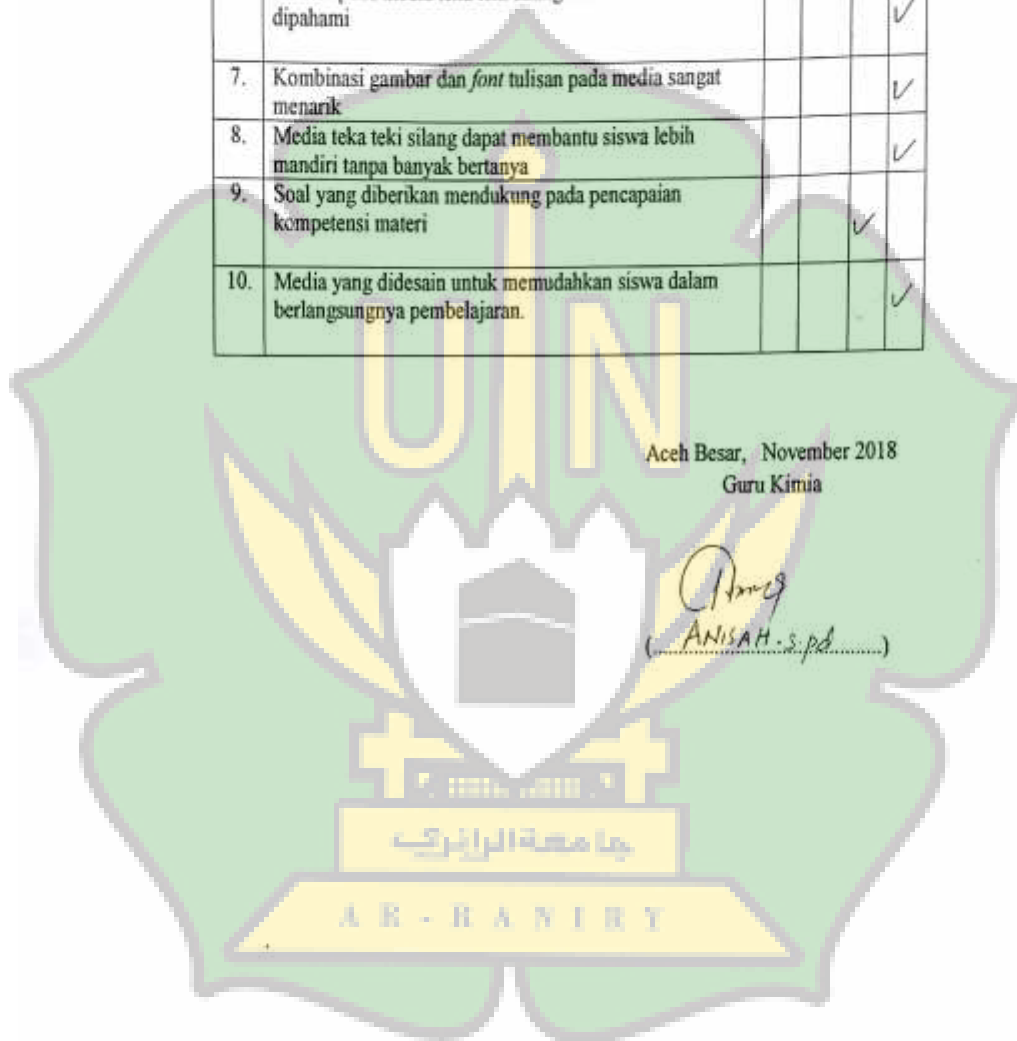 dipahami
✓
7. Kombinasi gambar dan font tulisan pada media sangat
menarik
✓
8. Media teka teki silang dapat membantu siswa lebih
mandiri tanpa banyak bertanya
✓
9. Soal yang diberikan mendukung pada pencapaian
kompetensi materi
✓
10. Media yang didesain untuk memudahkan siswa dalam
berlangsungnya pembelajaran.
✓
UIN
Aceh Besar, November 2018
Guru Kimia
(ANISAH. S.pd)
جامعة الرانري
AR-RANIRY